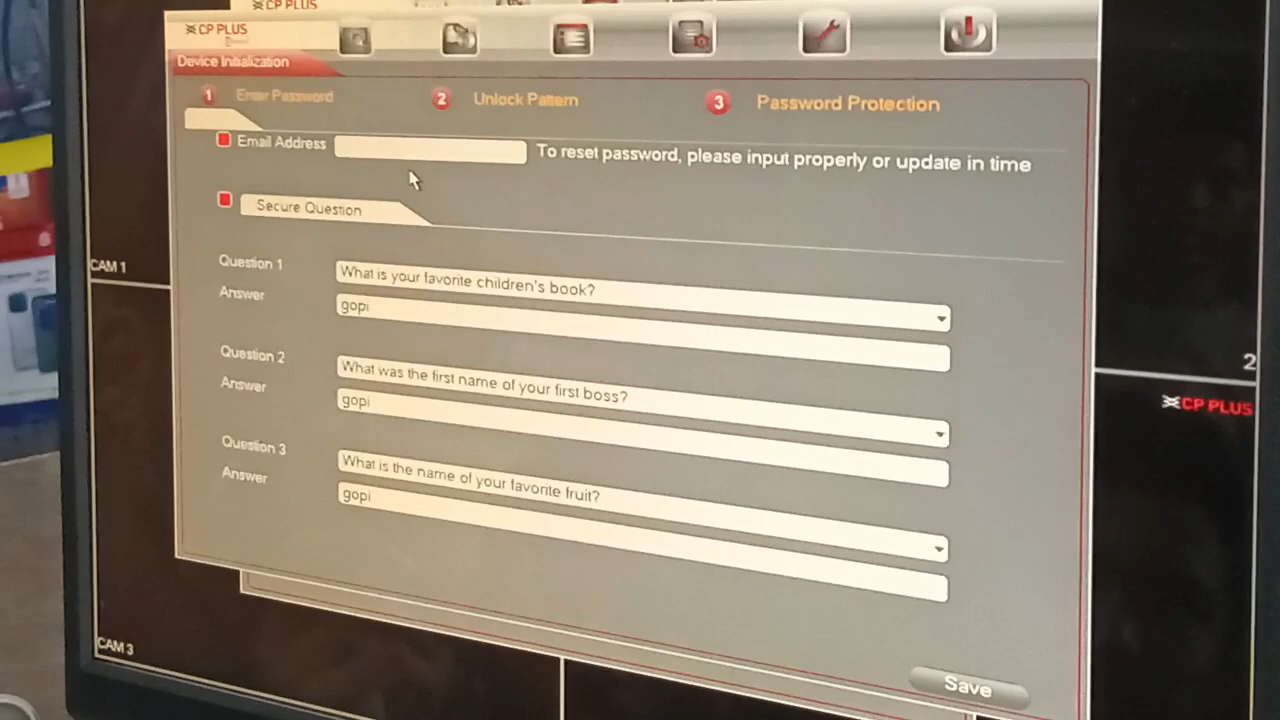 CP PLUS
CP PLUS
Device Initialization
1 Enter Password 2 Unlock Pattern 3 Password Protection
Email Address To reset password, please input properly or update in time
Secure Question
Question 1 What is your favorite children's book?
Answer gopi
Question 2 What was the first name of your first boss?
Answer gopi
Question 3 What is the name of your favorite fruit?
Answer gopi
Save
CAM 1
2
CP PLUS
CAM 3